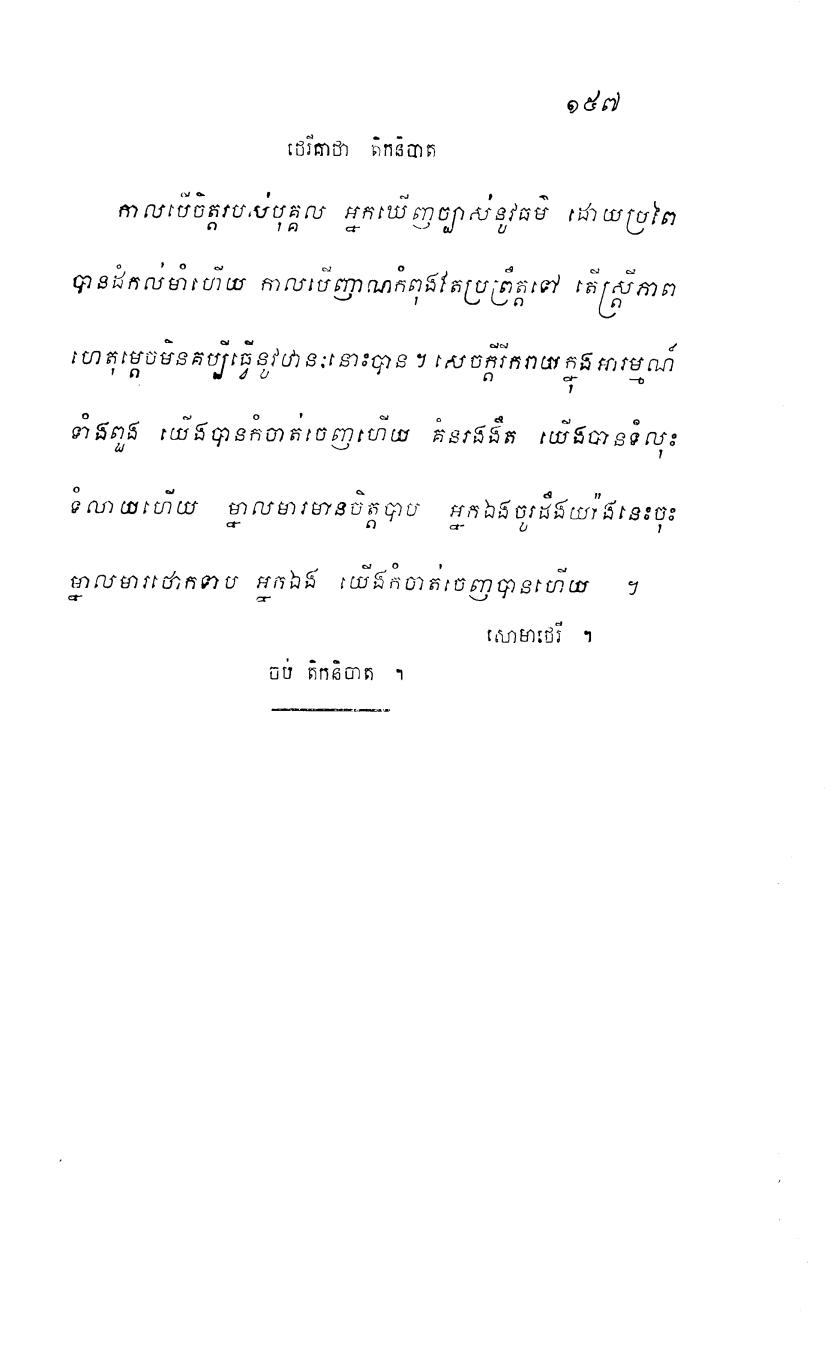 ១៥៧
ថេរីគាថា តិកនិបាត
កាលបើចិត្តរបស់បុគ្គល អ្នកឃើញច្បាស់នូវធម៌ ដោយប្រពៃ
បានដំកល់មាំហើយ កាលបើញាណកំពុងតែប្រព្រឹត្តទៅ តើស្ត្រីភាព
ហេតុម្តេចមិនគប្បីធ្វើនូវឋានៈនោះបាន ។ សេចក្តីរីករាយក្នុងអារម្មណ៍
ទាំងពួង យើងបានកំចាត់ចេញហើយ គំនរងងឹត យើងបានទំលុះ
ទំលាយហើយ ម្នាលមារមានចិត្តបាប អ្នកឯងចូរដឹងយ៉ាងនេះចុះ
ម្នាលមារថោកទាប អ្នកឯង យើងកំចាត់ចេញបានហើយ ។
សោមាថេរី ។
ចប់ តិកនិបាត ។